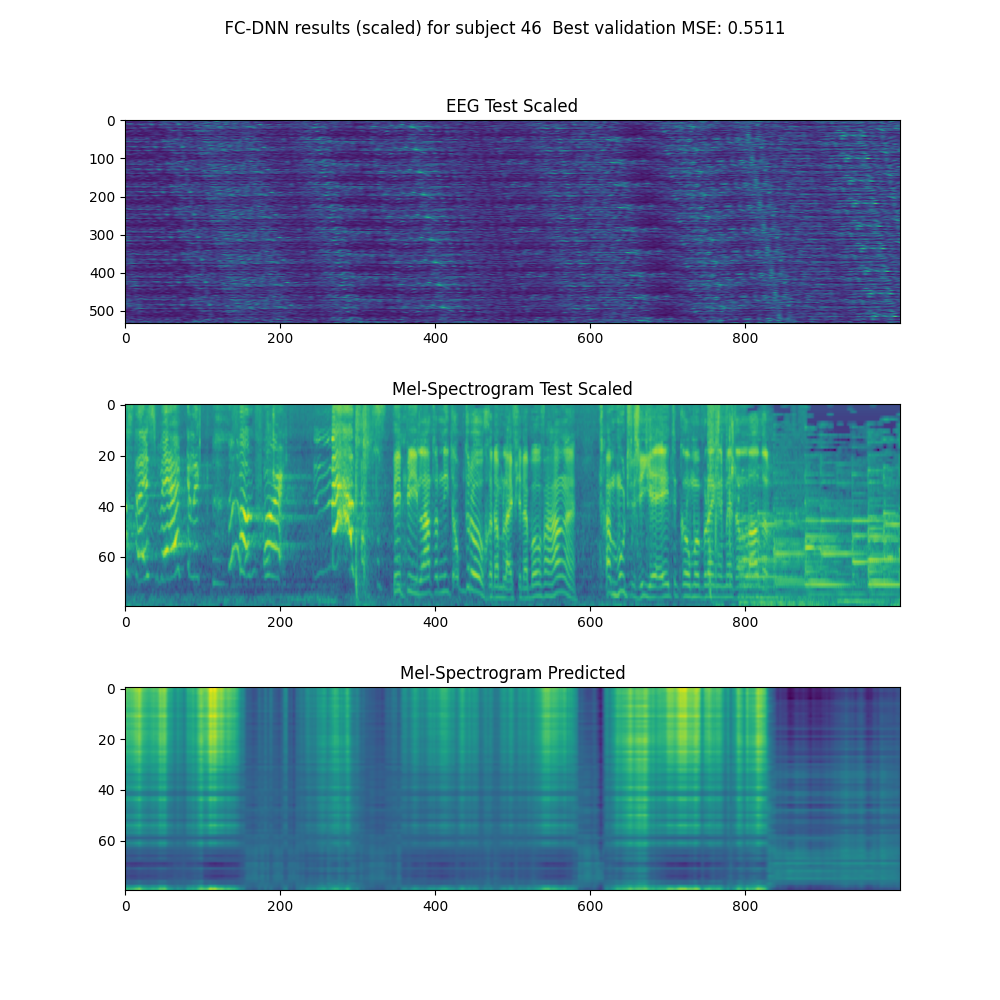 FC-DNN results (scaled) for subject 46 Best validation MSE: 0.5511
EEG Test Scaled
0
100
200
300
400
500
0 200 400 600 800
Mel-Spectrogram Test Scaled
0
20
40
60
0 200 400 600 800
Mel-Spectrogram Predicted
0
20
40
60
0 200 400 600 800